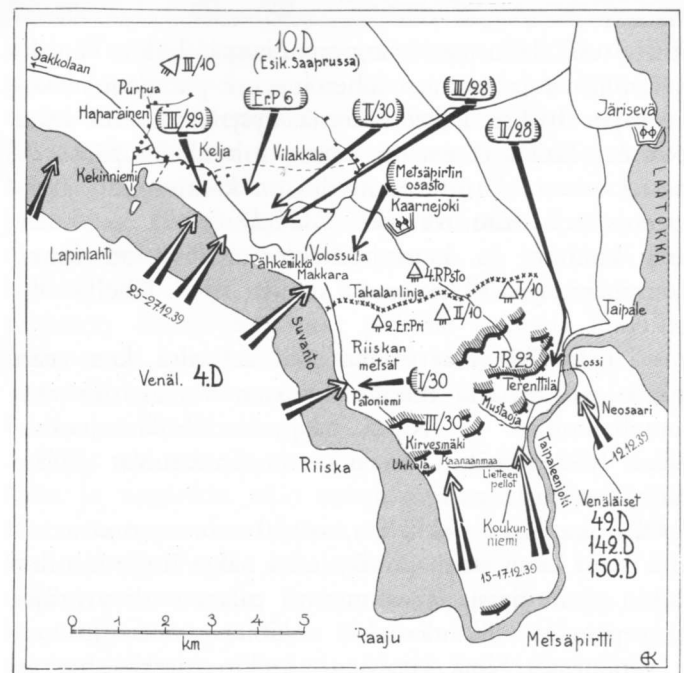 10.D
(Esik. Saaprussa)
Sakkolaan
III/10
III/28
Purpua
Er.P 6
II/30
II/28
Haparainen
III/29
Järisevä
Kelja
Vilakkala
Metsäpirtin
osasto
Kaarnejoki
Kekinniemi
LAATOKKA
Lapinlahti
Pähkemikkö
Volossula
Makkara
4.RPsto
I/10
25-27.12.39
Takalan linja
II/10
2.Er.Pri
Taipale
Suvanto
Riiskan
metsät
JR 23
Lossi
Venäl. 4.D
I/30
Terenttilä
Patoniemi
Mustaoja
Neosaari
III/30
Kirvesmäki
Taipaleenjoki
-12.12.39
Riiska
Ukkola
Kaanaanmaa
Lietteen
pellot
Venäläiset
49.D
142.D
150.D
Koukun-
niemi
15-17.12.39
0 1 2 3 4 5
km
Raaju
Metsäpirtti